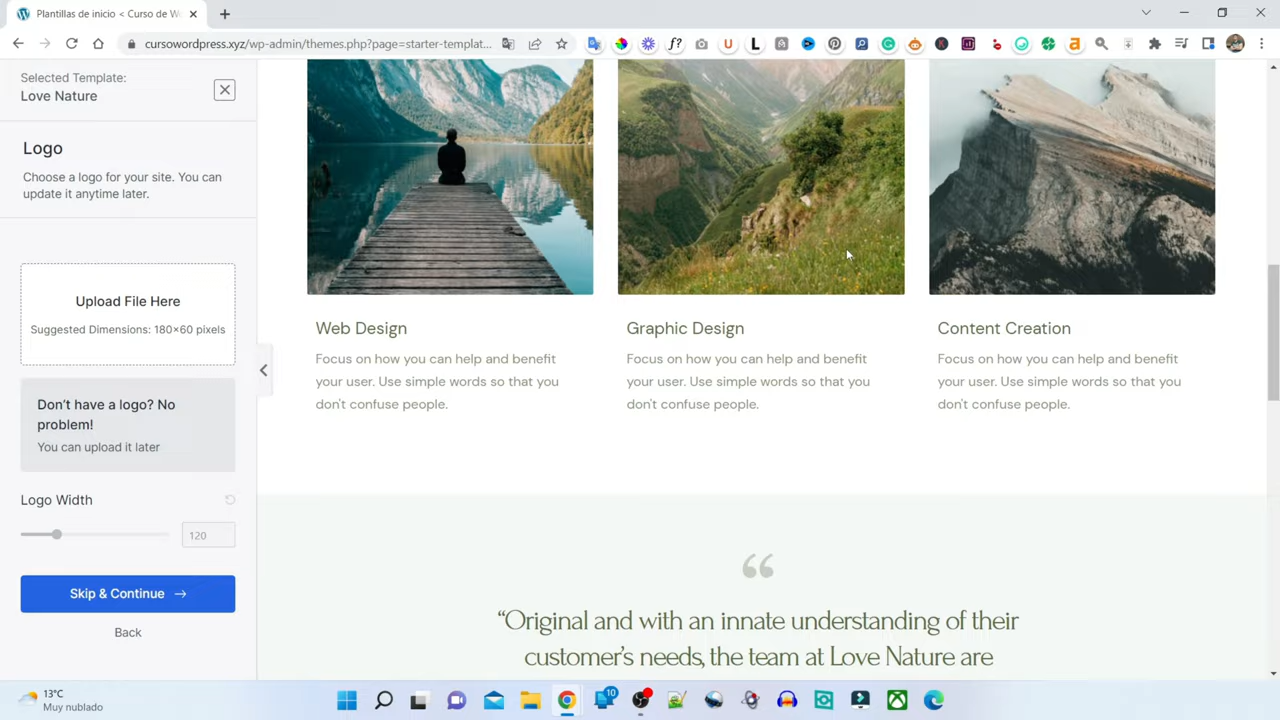 Plantillas de inicio < Curso de W
cursowordpress.xyz/wp-admin/themes.php?page=starter-templat...
Selected Template:
Love Nature
Logo
Choose a logo for your site. You can
update it anytime later.
Upload File Here
Suggested Dimensions: 180×60 pixels
Don't have a logo? No
problem!
You can upload it later
Logo Width
120
Skip & Continue →
Back
Web Design
Focus on how you can help and benefit
your user. Use simple words so that you
don't confuse people.
Graphic Design
Focus on how you can help and benefit
your user. Use simple words so that you
don't confuse people.
Content Creation
Focus on how you can help and benefit
your user. Use simple words so that you
don't confuse people.
“
“Original and with an innate understanding of their
customer’s needs, the team at Love Nature are
13°C
Muy nublado
10